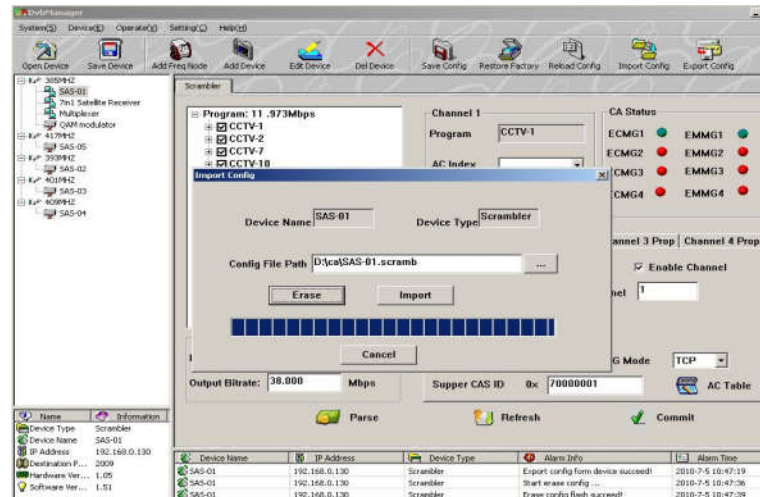 DvbManager
System(S) Device(E) Operate(Y) Setting(C) Help(H)
Open Device Save Device Add Freq Node Add Device Edit Device Del Device Save Config Restore Factory Reload Config Import Config Export Config
385MHZ
SAS-01
7in1 Satellite Receiver
Multiplexer
QAM modulator
417MHZ
SAS-05
393MHZ
SAS-02
401MHZ
SAS-03
409MHZ
SAS-04
Scrambler
Program: 11 .973Mbps
CCTV-1
CCTV-2
CCTV-7
CCTV-10
Channel 1
Program CCTV-1
AC Index
CA Status
ECMG1 EMMG1
ECMG2 EMMG2
ECMG3 EMMG3
ECMG4 EMMG4
Import Config
Device Name SAS-01 Device Type Scrambler
Config File Path D:\ca\SAS-01.scramb ...
Erase Import
Cancel
annel 3 Prop Channel 4 Prop
Enable Channel
nel 1
G Mode TCP
Output Bitrate: 38.000 Mbps
Supper CAS ID 0x 70000001 AC Table
Parse Refresh Commit
Name Information
Device Type Scrambler
Device Name SAS-01
IP Address 192.168.0.130
Destination P... 2009
Hardware Ver... 1.05
Software Ver... 1.51
Device Name IP Address Device Type Alarm Info Alarm Time
SAS-01 192.168.0.130 Scrambler Export config form device succeed! 2010-7-5 10:47:19
SAS-01 192.168.0.130 Scrambler Start erase config ... 2010-7-5 10:47:36
SAS-01 192.168.0.130 Scrambler Erase config flash succeed! 2010-7-5 10:47:39